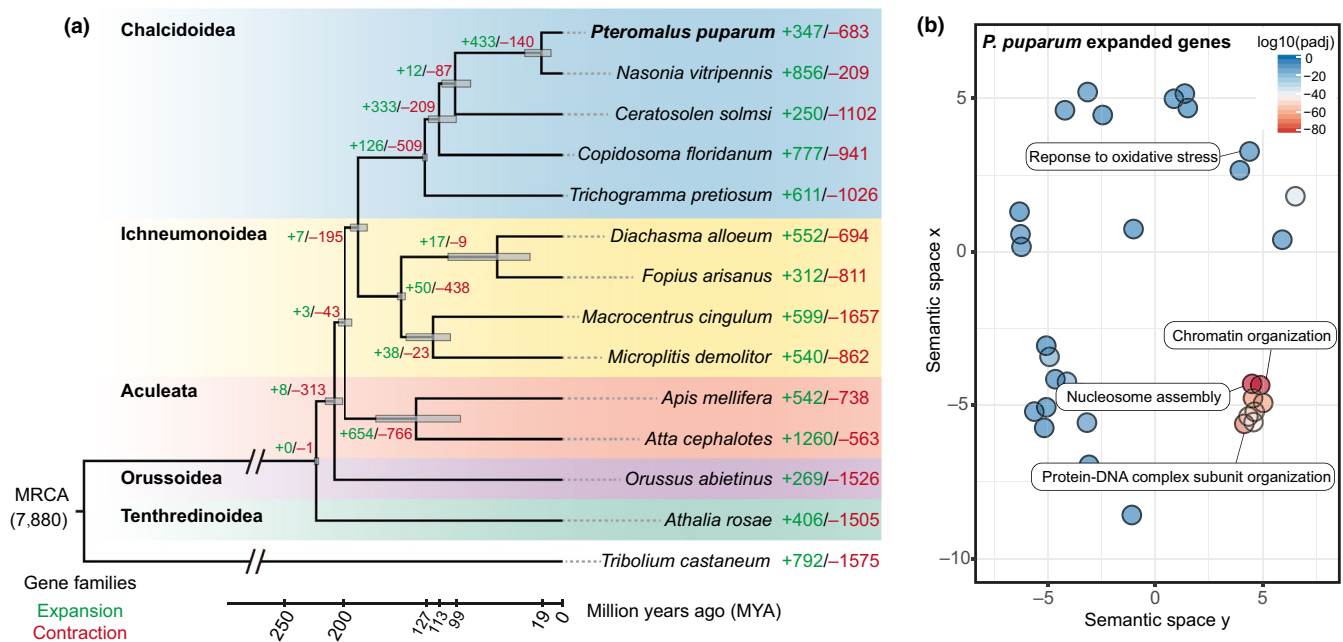 (a)
Chalcidoidea
Pteromalus puparum +347/–683
+433/–140
Nasonia vitripennis +856/–209
+12/–87
Ceratosolen solmsi +250/–1102
+333/–209
Copidosoma floridanum +777/–941
+126/–509
Trichogramma pretiosum +611/–1026
Ichneumonoidea
+7/–195
Diachasma alloeum +552/–694
+17/–9
Fopius arisanus +312/–811
+50/–438
Macrocentrus cingulum +599/–1657
+3/–43
+38/–23
Microplitis demolitor +540/–862
Aculeata
+8/–313
Apis mellifera +542/–738
+654/–766
Atta cephalotes +1260/–563
+0/–1
Orussoidea
Orussus abietinus +269/–1526
MRCA
(7,880)
Tenthredinoidea
Athalia rosae +406/–1505
Tribolium castaneum +792/–1575
Gene families
Expansion
Contraction
250 200 127 113 99 19 0
Million years ago (MYA)
(b)
P. puparum expanded genes
log10(padj)
0
–40
–60
–80
Reponse to oxidative stress
Chromatin organization
Nucleosome assembly
Protein-DNA complex subunit organization
Semantic space x
5
0
–5
–10
–5 0 5
Semantic space y